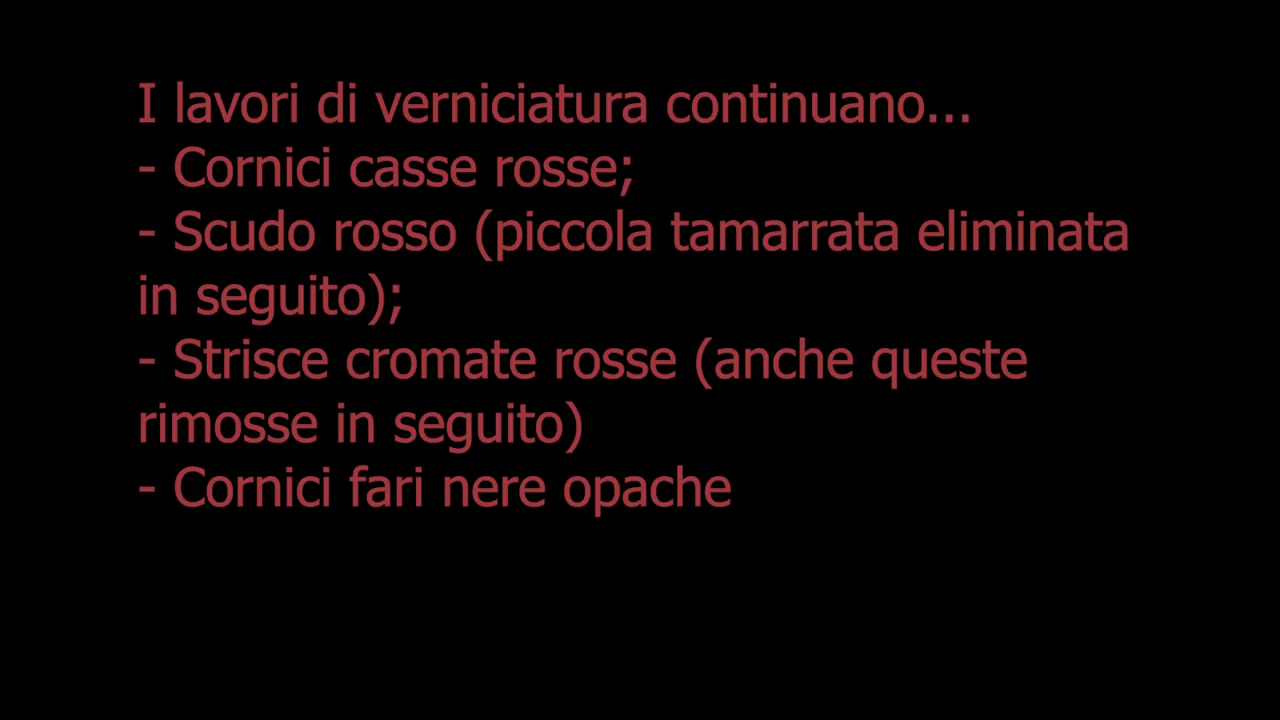 I lavori di verniciatura continuano...
- Cornici casse rosse;
- Scudo rosso (piccola tamarrata eliminata
in seguito);
- Strisce cromate rosse (anche queste
rimosse in seguito)
- Cornici fari nere opache